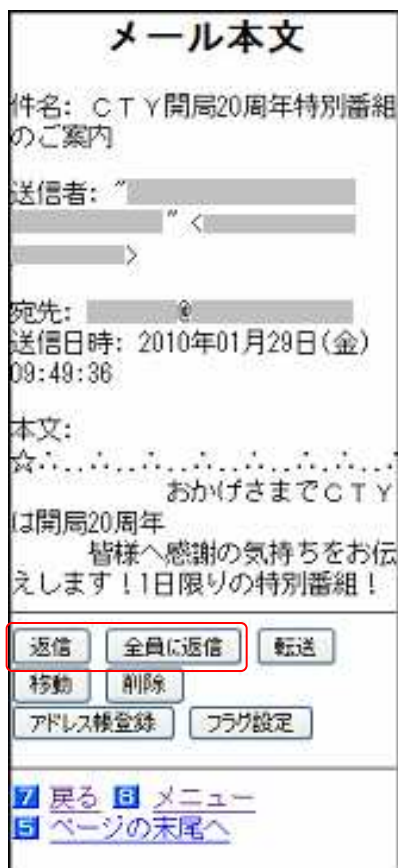 メール本文
件名: ＣＴＹ開局20周年特別番組
のご案内
送信者: "
" <
>
宛先: @
送信日時: 2010年01月29日(金)
09:49:36
本文:
☆∴‥∴‥∴‥∴‥∴‥∴∴‥
おかげさまでＣＴＹ
は開局20周年
皆様へ感謝の気持ちをお伝
えします！1日限りの特別番組！
返信 全員に返信 転送
移動 削除
アドレス帳登録 フラグ設定
7 戻る 8 メニュー
5 ページの末尾へ